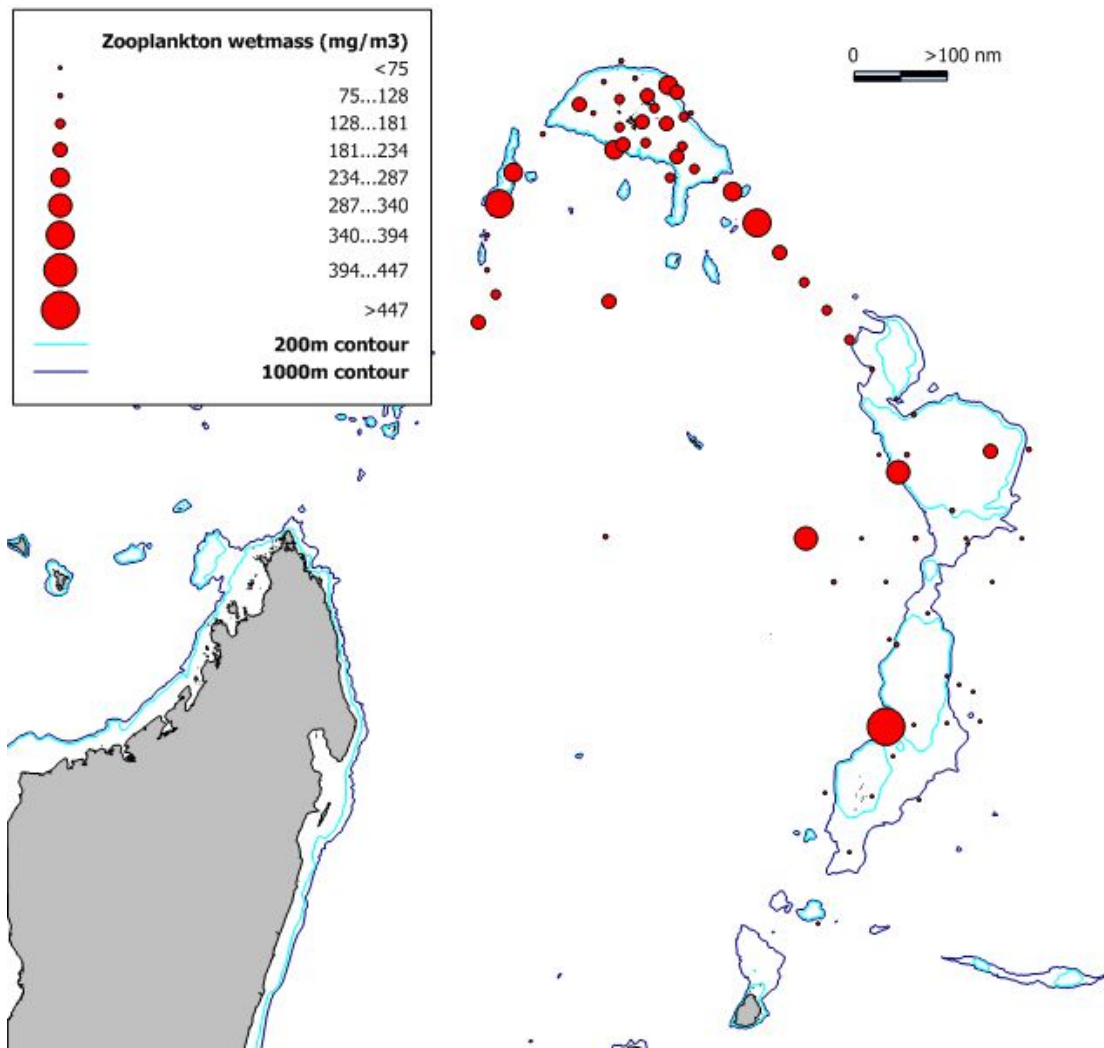 Zooplankton wetmass (mg/m3)
<75
75...128
128...181
181...234
234...287
287...340
340...394
394...447
>447
200m contour
1000m contour
0 >100 nm